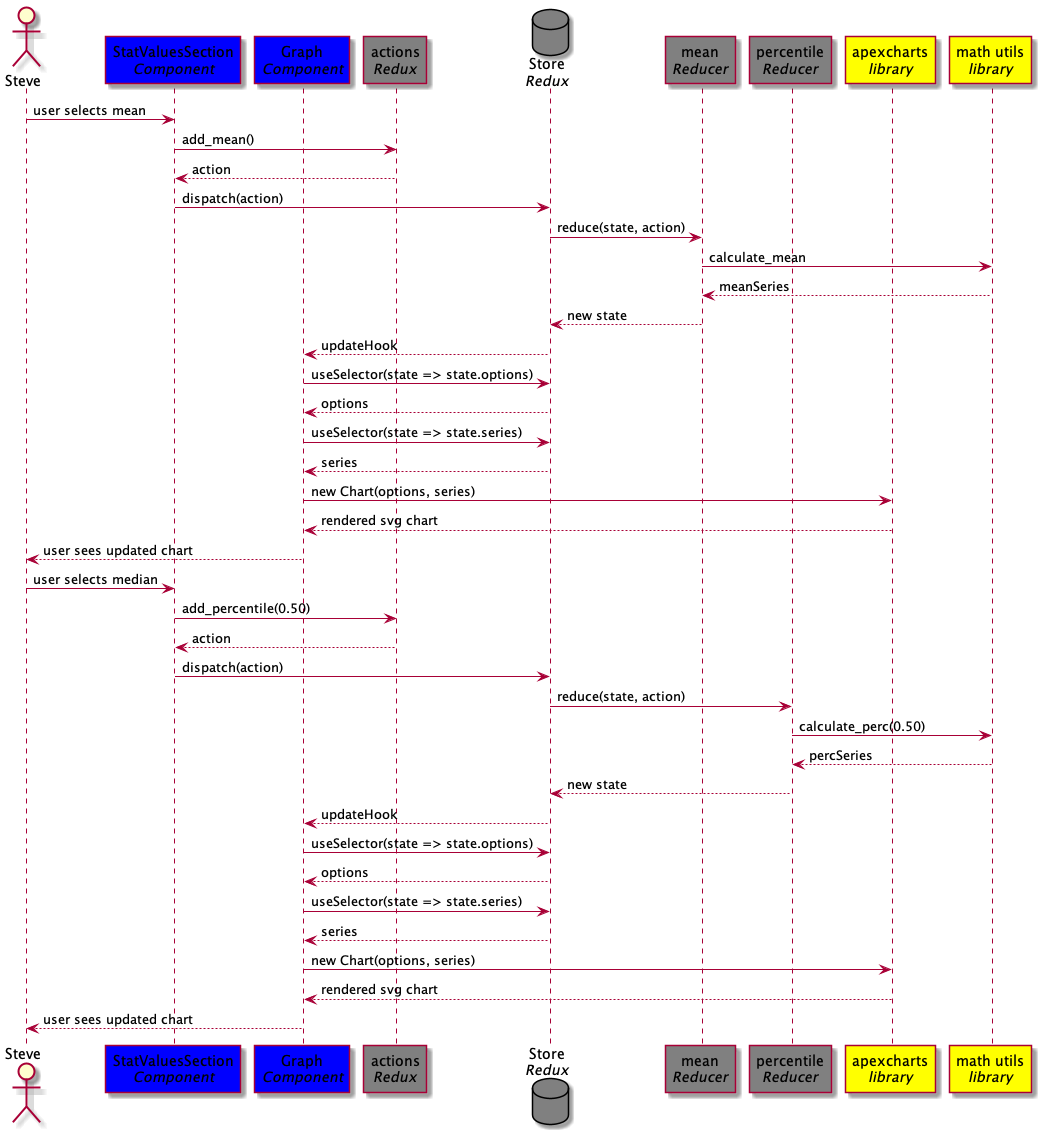 Steve
StatValuesSection
Component
Graph
Component
actions
Redux
Store
Redux
mean
Reducer
percentile
Reducer
apexcharts
library
math utils
library
user selects mean
add_mean()
action
dispatch(action)
reduce(state, action)
calculate_mean
meanSeries
new state
updateHook
useSelector(state => state.options)
options
useSelector(state => state.series)
series
new Chart(options, series)
rendered svg chart
user sees updated chart
user selects median
add_percentile(0.50)
action
dispatch(action)
reduce(state, action)
calculate_perc(0.50)
percSeries
new state
updateHook
useSelector(state => state.options)
options
useSelector(state => state.series)
series
new Chart(options, series)
rendered svg chart
user sees updated chart
Steve
StatValuesSection
Component
Graph
Component
actions
Redux
Store
Redux
mean
Reducer
percentile
Reducer
apexcharts
library
math utils
library